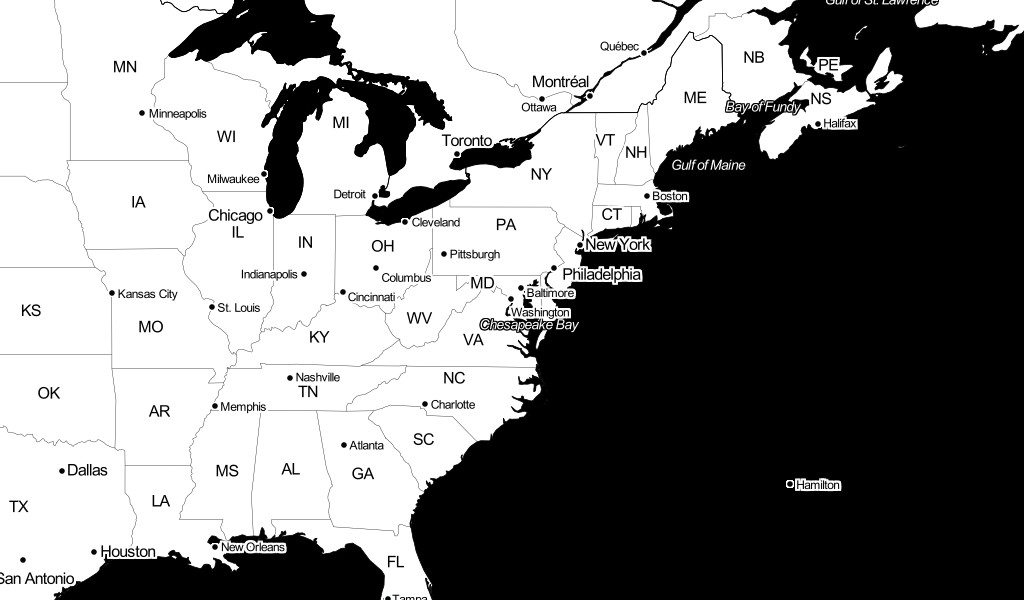 Gulf of St. Lawrence
Québec
NB
PE
MN
Montréal
ME
NS
Ottawa
Bay of Fundy
Minneapolis
MI
Halifax
WI
Toronto
VT
NH
Gulf of Maine
Milwaukee
NY
Detroit
Boston
IA
Chicago
CT
Cleveland
PA
IL
IN
OH
New York
Pittsburgh
Indianapolis
Columbus
Philadelphia
MD
Kansas City
Cincinnati
Baltimore
KS
St. Louis
Washington
WV
Chesapeake Bay
MO
KY
VA
Nashville
NC
OK
TN
Memphis
Charlotte
AR
SC
Atlanta
Dallas
MS
AL
GA
Hamilton
LA
TX
Houston
New Orleans
FL
San Antonio
Tampa